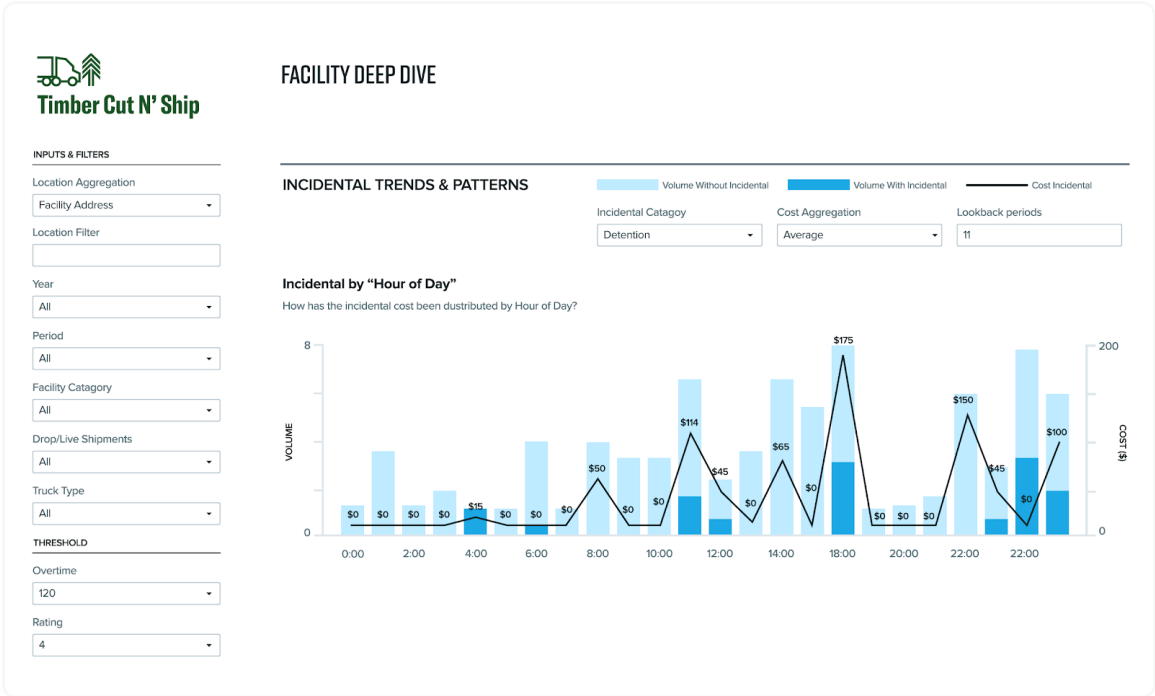 Timber Cut N' Ship
FACILITY DEEP DIVE
INPUTS & FILTERS
Location Aggregation
Facility Address
Location Filter
Year
All
Period
All
Facility Catagory
All
Drop/Live Shipments
All
Truck Type
All
THRESHOLD
Overtime
120
Rating
4
INCIDENTAL TRENDS & PATTERNS
Volume Without Incidental
Volume With Incidental
Cost Incidental
Incidental Catagoy
Cost Aggregation
Lookback periods
Detention
Average
11
Incidental by “Hour of Day”
How has the incidental cost been dustributed by Hour of Day?
8
0
VOLUME
$0 $0 $0 $0 $15 $0 $0 $0 $50 $0 $0 $114 $45 $0 $65 $0 $175 $0 $0 $0 $150 $45 $0 $100
200
0
COST ($)
0:00 2:00 4:00 6:00 8:00 10:00 12:00 14:00 18:00 20:00 22:00 22:00